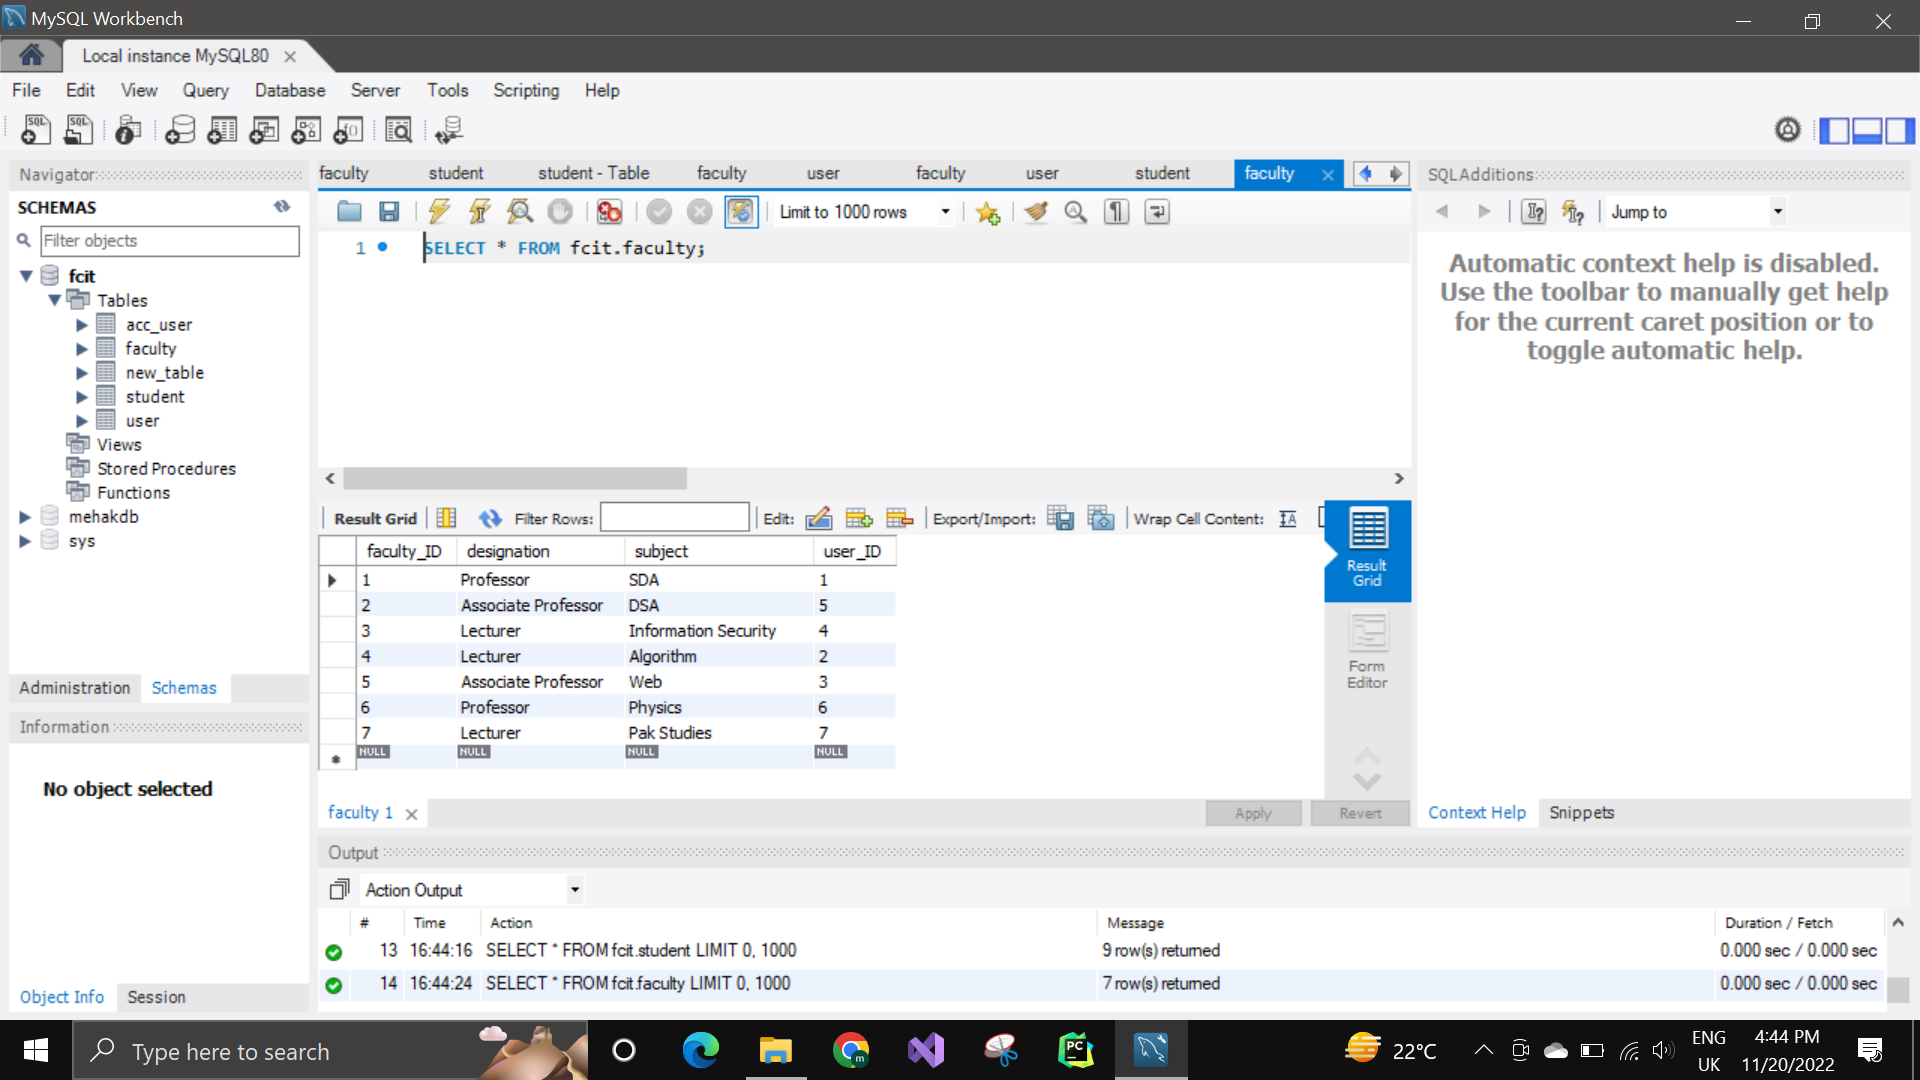 MySQL Workbench
Local instance MySQL80
File Edit View Query Database Server Tools Scripting Help
Navigator
SCHEMAS
Filter objects
fcit
Tables
acc_user
faculty
new_table
student
user
Views
Stored Procedures
Functions
mehakdb
sys
Administration Schemas
Information
No object selected
Object Info Session
faculty student student - Table faculty user faculty user student faculty
Limit to 1000 rows
1 SELECT * FROM fcit.faculty;
Result Grid Filter Rows: Edit: Export/Import: Wrap Cell Content:
faculty_ID designation subject user_ID
1 Professor SDA 1
2 Associate Professor DSA 5
3 Lecturer Information Security 4
4 Lecturer Algorithm 2
5 Associate Professor Web 3
6 Professor Physics 6
7 Lecturer Pak Studies 7
NULL NULL NULL NULL
Result
Grid
Form
Editor
faculty 1
Apply Revert
SQLAdditions
Jump to
Automatic context help is disabled.
Use the toolbar to manually get help
for the current caret position or to
toggle automatic help.
Context Help Snippets
Output
Action Output
# Time Action Message Duration / Fetch
13 16:44:16 SELECT * FROM fcit.student LIMIT 0, 1000 9 row(s) returned 0.000 sec / 0.000 sec
14 16:44:24 SELECT * FROM fcit.faculty LIMIT 0, 1000 7 row(s) returned 0.000 sec / 0.000 sec
Type here to search
22°C
ENG
UK
4:44 PM
11/20/2022